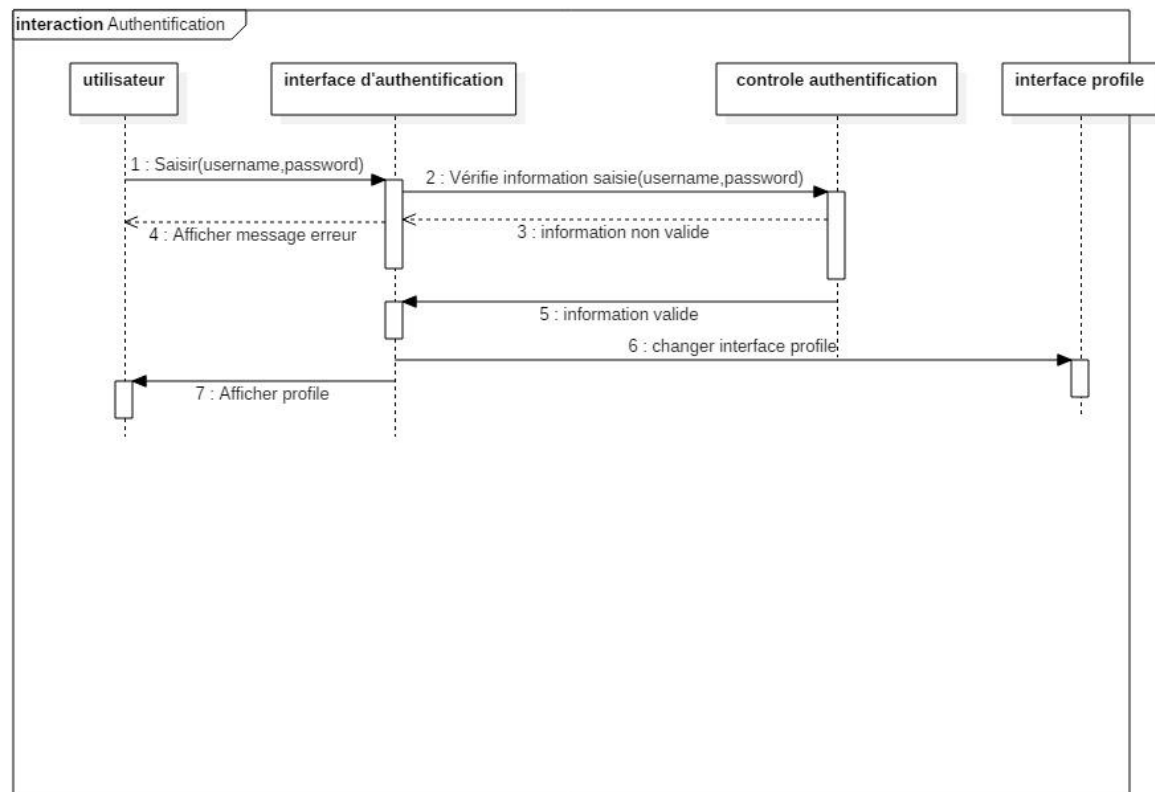 interaction Authentification
utilisateur
interface d'authentification
controle authentification
interface profile
1 : Saisir(username,password)
2 : Vérifie information saisie(username,password)
3 : information non valide
4 : Afficher message erreur
5 : information valide
6 : changer interface profile
7 : Afficher profile